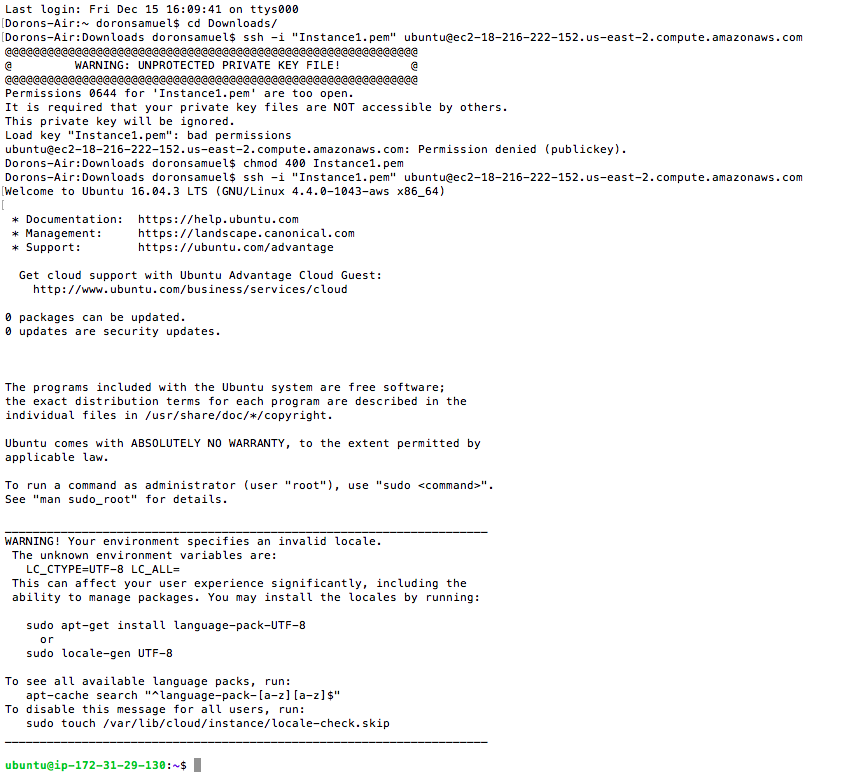 Last login: Fri Dec 15 16:09:41 on ttys000
[Dorons-Air:~ doronsamuel$ cd Downloads/
[Dorons-Air:Downloads doronsamuel$ ssh -i "Instance1.pem" ubuntu@ec2-18-216-222-152.us-east-2.compute.amazonaws.com
@@@@@@@@@@@@@@@@@@@@@@@@@@@@@@@@@@@@@@@@@@@@@@@@@@@@@@@@@@@
@         WARNING: UNPROTECTED PRIVATE KEY FILE!          @
@@@@@@@@@@@@@@@@@@@@@@@@@@@@@@@@@@@@@@@@@@@@@@@@@@@@@@@@@@@
Permissions 0644 for 'Instance1.pem' are too open.
It is required that your private key files are NOT accessible by others.
This private key will be ignored.
Load key "Instance1.pem": bad permissions
ubuntu@ec2-18-216-222-152.us-east-2.compute.amazonaws.com: Permission denied (publickey).
Dorons-Air:Downloads doronsamuel$ chmod 400 Instance1.pem
Dorons-Air:Downloads doronsamuel$ ssh -i "Instance1.pem" ubuntu@ec2-18-216-222-152.us-east-2.compute.amazonaws.com
[Welcome to Ubuntu 16.04.3 LTS (GNU/Linux 4.4.0-1043-aws x86_64)
[
 * Documentation:  https://help.ubuntu.com
 * Management:     https://landscape.canonical.com
 * Support:        https://ubuntu.com/advantage

  Get cloud support with Ubuntu Advantage Cloud Guest:
    http://www.ubuntu.com/business/services/cloud

0 packages can be updated.
0 updates are security updates.

The programs included with the Ubuntu system are free software;
the exact distribution terms for each program are described in the
individual files in /usr/share/doc/*/copyright.

Ubuntu comes with ABSOLUTELY NO WARRANTY, to the extent permitted by
applicable law.

To run a command as administrator (user "root"), use "sudo <command>".
See "man sudo_root" for details.

_____________________________________________________________________
WARNING! Your environment specifies an invalid locale.
 The unknown environment variables are:
   LC_CTYPE=UTF-8 LC_ALL=
 This can affect your user experience significantly, including the
 ability to manage packages. You may install the locales by running:

   sudo apt-get install language-pack-UTF-8
     or
   sudo locale-gen UTF-8

To see all available language packs, run:
   apt-cache search "^language-pack-[a-z][a-z]$"
To disable this message for all users, run:
   sudo touch /var/lib/cloud/instance/locale-check.skip
_____________________________________________________________________

ubuntu@ip-172-31-29-130:~$